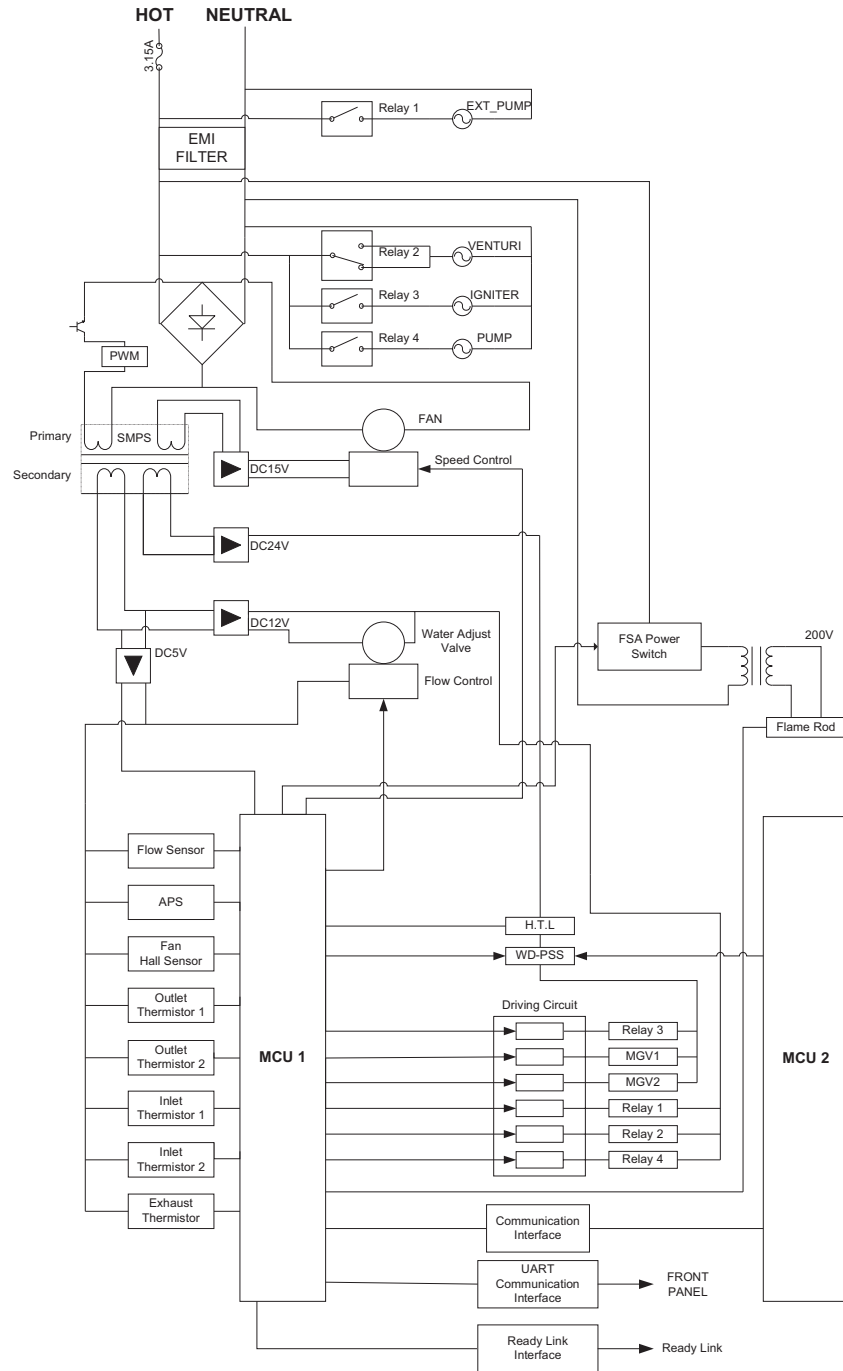 HOT NEUTRAL
3.15A
Relay 1
EXT_PUMP
EMI
FILTER
Relay 2
VENTURI
Relay 3
IGNITER
Relay 4
PUMP
PWM
FAN
Primary
SMPS
Secondary
DC15V
Speed Control
DC24V
DC12V
Water Adjust
Valve
FSA Power
Switch
200V
DC5V
Flow Control
Flame Rod
Flow Sensor
APS
H.T.L
Fan
Hall Sensor
WD-PSS
Outlet
Thermistor 1
Driving Circuit
Relay 3
Outlet
Thermistor 2
MCU 1
MGV1
MCU 2
MGV2
Inlet
Thermistor 1
Relay 1
Relay 2
Inlet
Thermistor 2
Relay 4
Exhaust
Thermistor
Communication
Interface
UART
Communication
Interface
FRONT
PANEL
Ready Link
Interface
Ready Link